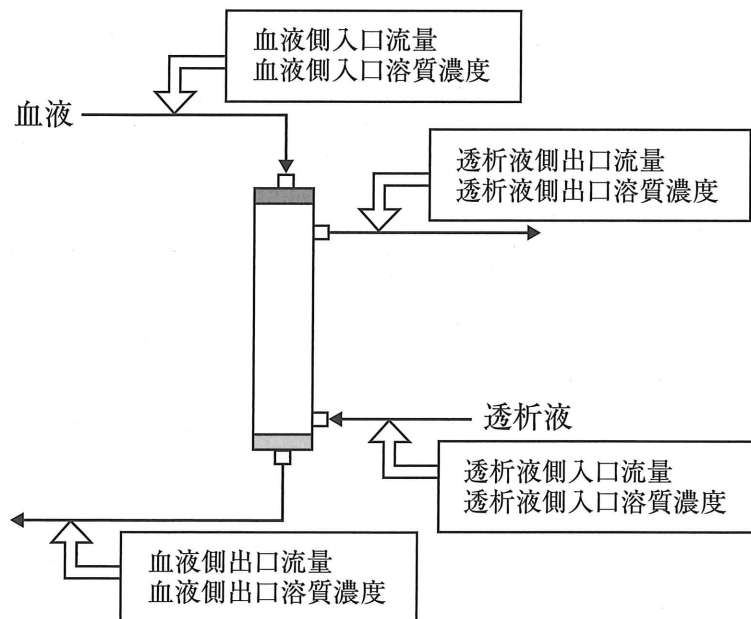 血液側入口流量
血液側入口溶質濃度
血液
透析液側出口流量
透析液側出口溶質濃度
透析液
透析液側入口流量
透析液側入口溶質濃度
血液側出口流量
血液側出口溶質濃度